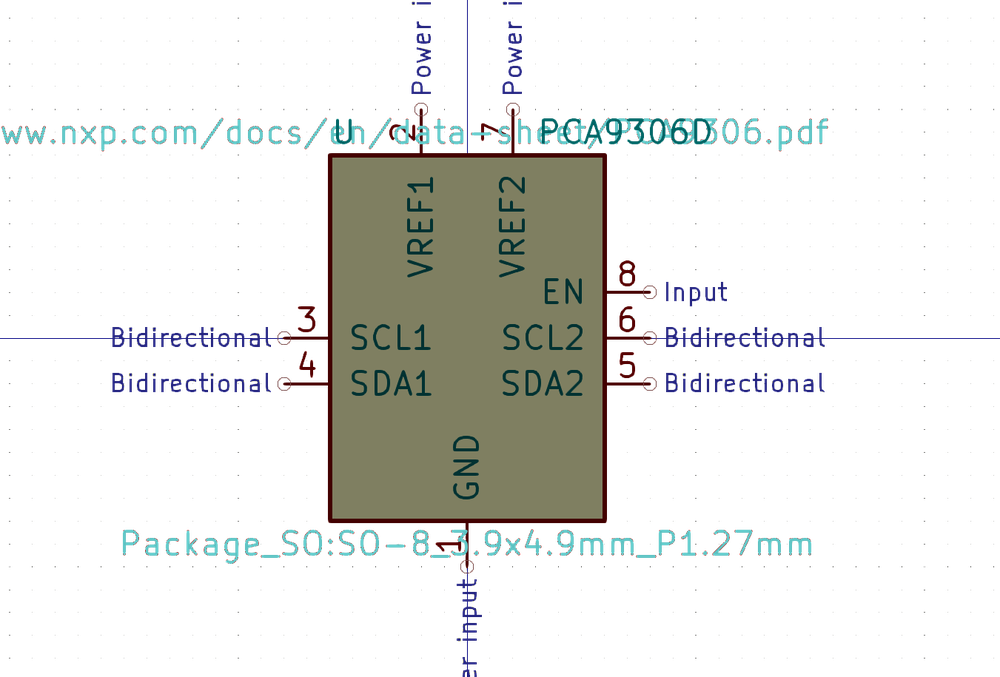 Power i
Power i
ww.nxp.com/docs/en/data-sheet/PCA9306.pdf
U
2
7
PCA9306D
VREF1
VREF2
EN
8
Input
Bidirectional
3
SCL1
SCL2
6
Bidirectional
Bidirectional
4
SDA1
SDA2
5
Bidirectional
GND
Package_SO:SO-8_3.9x4.9mm_P1.27mm
1
er input